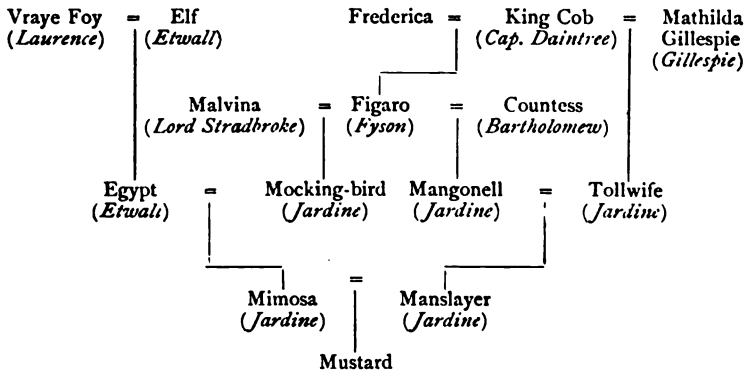 Vraye Foy = Elf Frederica = King Cob = Mathilda
(Laurence) (Etwall) (Cap. Daintree) Gillespie
(Gillespie)
Malvina = Figaro = Countess
(Lord Stradbroke) (Fyson) (Bartholomew)
Egypt = Mocking-bird Mangonell = Tollwife
(Etwall) (Jardine) (Jardine) (Jardine)
Mimosa = Manslayer
(Jardine) (Jardine)
Mustard